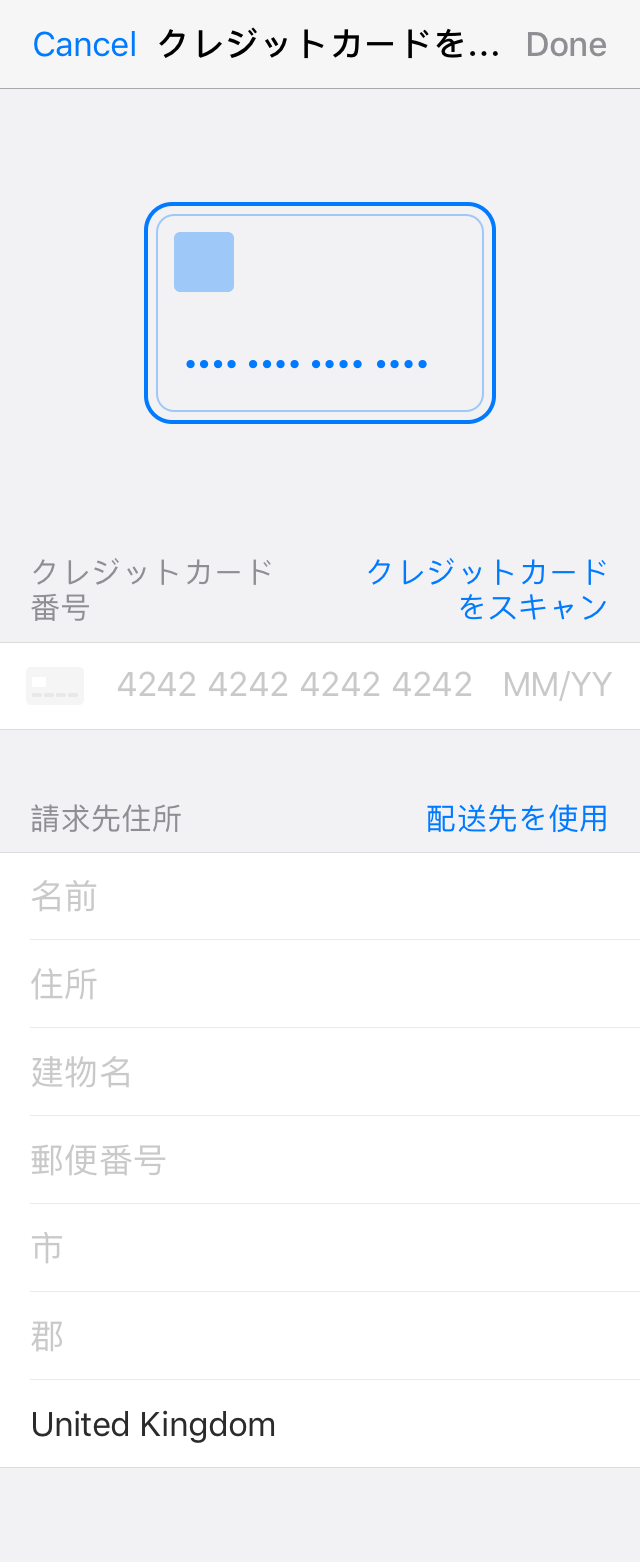 Cancel クレジットカードを... Done
クレジットカード
番号
クレジットカード
をスキャン
4242 4242 4242 4242 MM/YY
請求先住所 配送先を使用
名前
住所
建物名
郵便番号
市
郡
United Kingdom